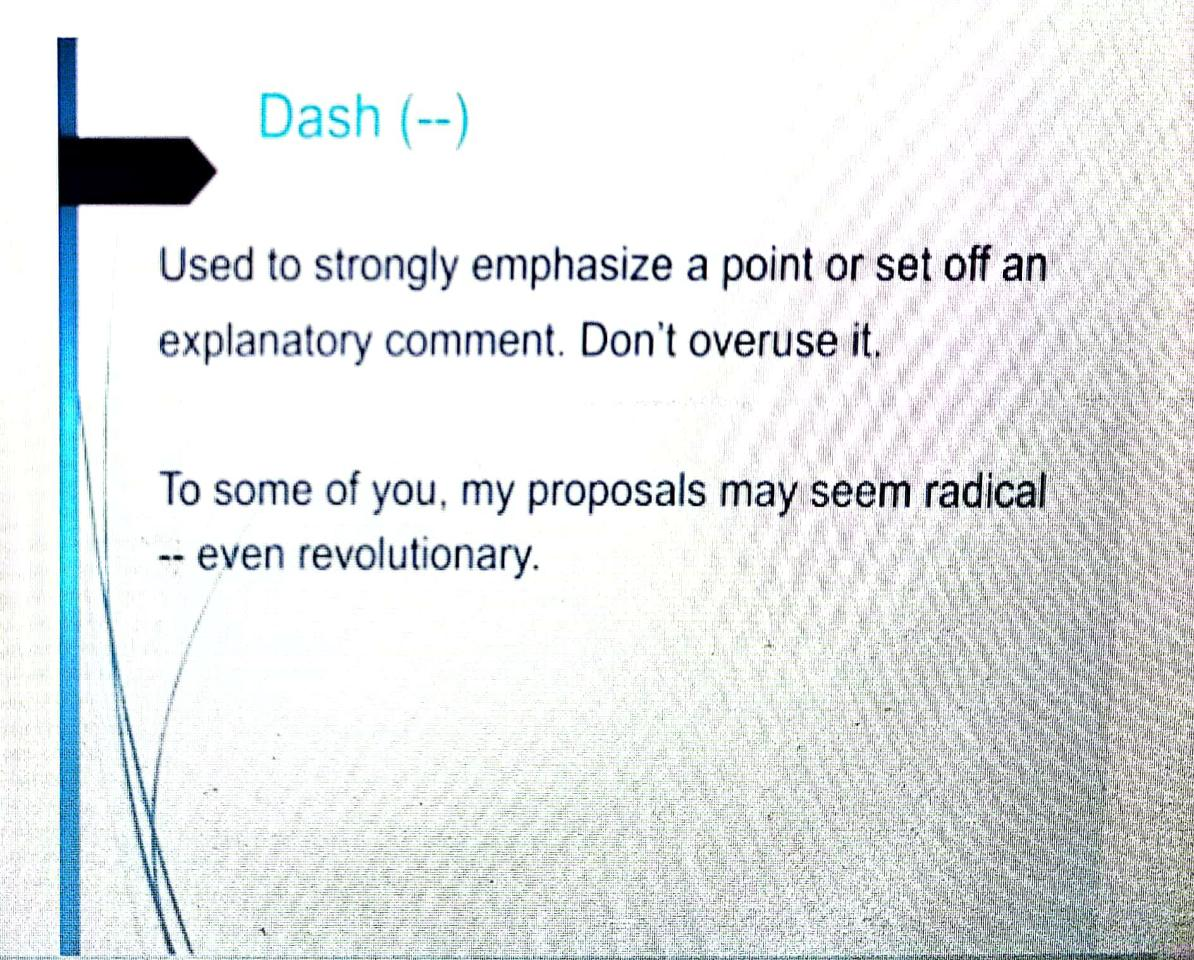 Dash (--)
Used to strongly emphasize a point or set off an
explanatory comment. Don't overuse it.
To some of you, my proposals may seem radical
-- even revolutionary.